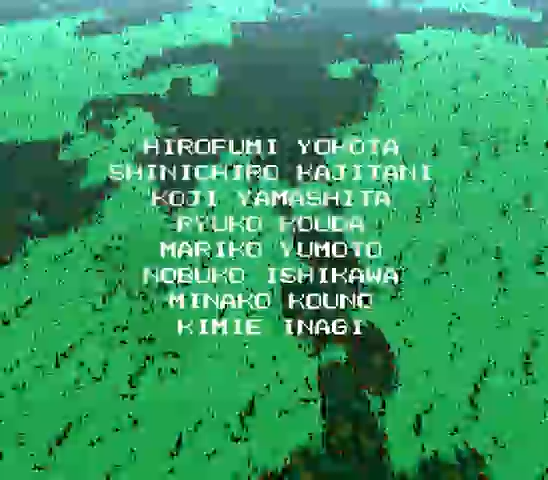 HIROFUMI YOKOTA
SHINICHIRO KAJITANI
KOJI YAMASHITA
RYUKO KOUDA
MARIKO YUMOTO
NOBUKO ISHIKAWA
MINAKO KOUNO
KIMIE INAGI